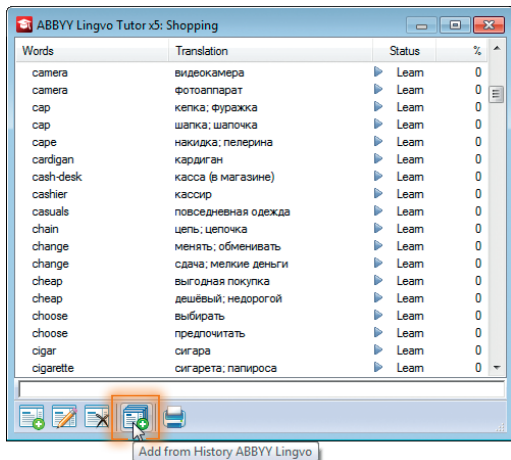 ABBYY Lingvo Tutor x5: Shopping
Words Translation Status %
camera видеокамера Learn 0
camera фотоаппарат Learn 0
cap кепка; фуражка Learn 0
cap шапка; шапочка Learn 0
cape накидка; пелерина Learn 0
cardigan кардиган Learn 0
cash-desk касса (в магазине) Learn 0
cashier кассир Learn 0
casuals повседневная одежда Learn 0
chain цепь; цепочка Learn 0
change менять; обменивать Learn 0
change сдача; мелкие деньги Learn 0
cheap выгодная покупка Learn 0
cheap дешёвый; недорогой Learn 0
choose выбирать Learn 0
choose предпочитать Learn 0
cigar сигара Learn 0
cigarette сигарета; папироса Learn 0
Add from History ABBYY Lingvo